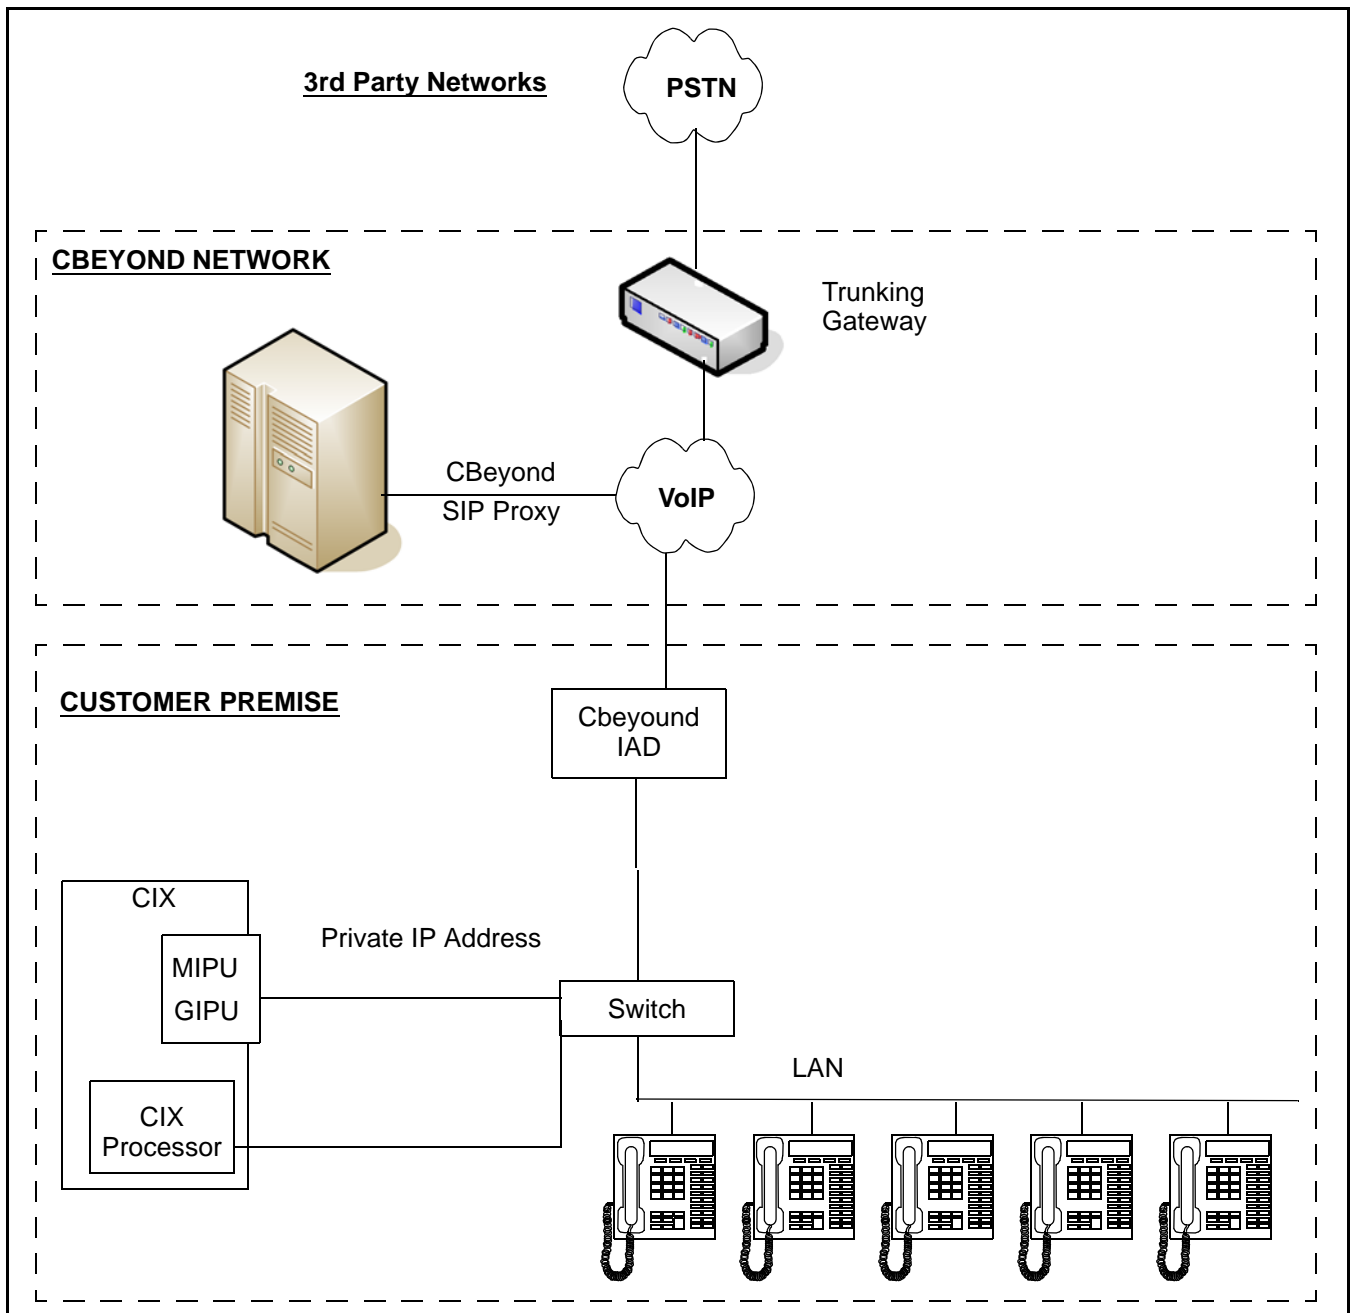 3rd Party Networks
PSTN
CBEYOND NETWORK
Trunking
Gateway
CBeyond
SIP Proxy
VoIP
CUSTOMER PREMISE
Cbeyound
IAD
CIX
Private IP Address
MIPU
GIPU
Switch
LAN
CIX
Processor